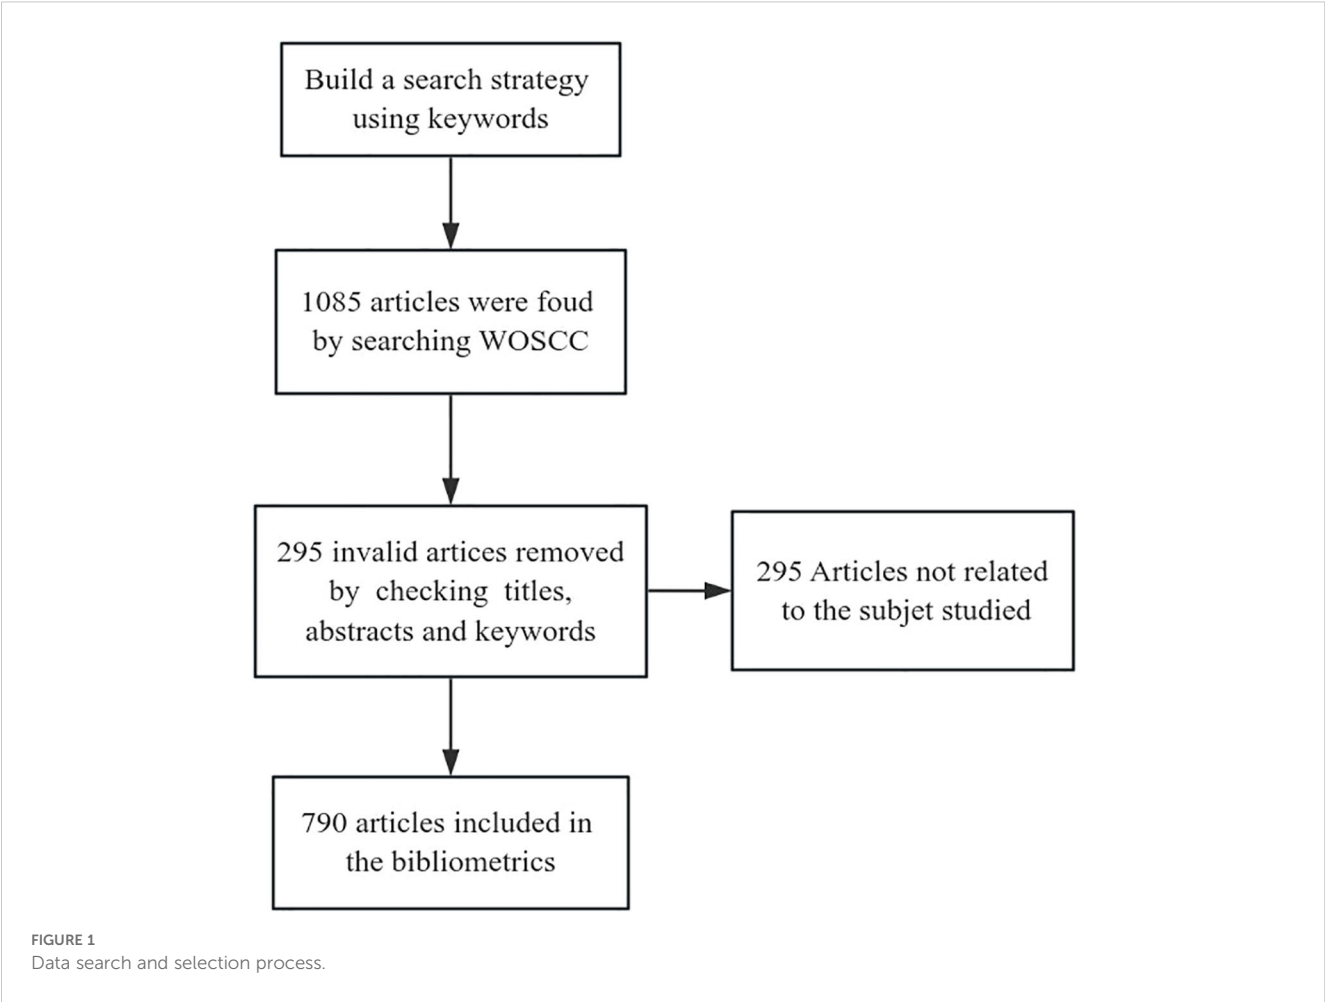 Build a search strategy
using keywords
1085 articles were foud
by searching WOSCC
295 invalid artices removed
by checking titles,
abstracts and keywords
295 Articles not related
to the subjet studied
790 articles included in
the bibliometrics
FIGURE 1
Data search and selection process.